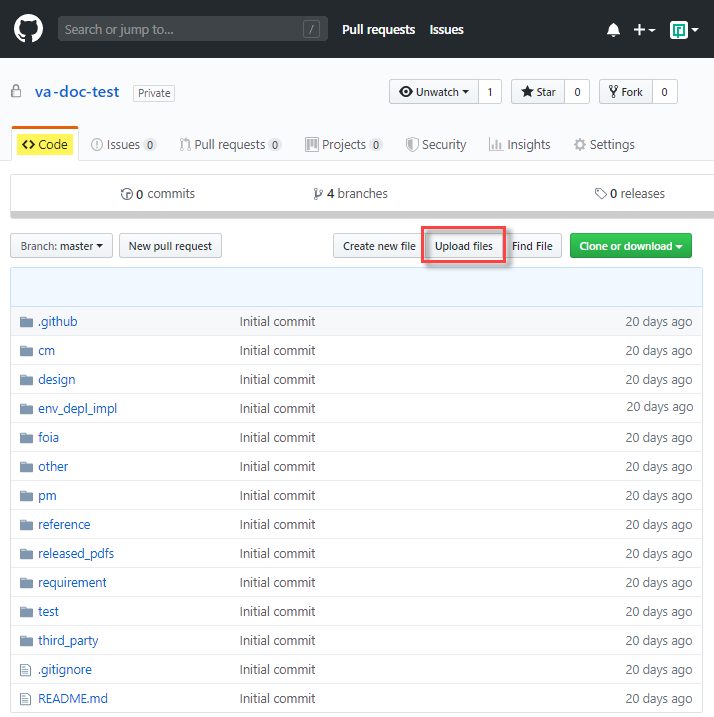 Search or jump to... / Pull requests Issues
va-doc-test Private Unwatch 1 Star 0 Fork 0
Code Issues 0 Pull requests 0 Projects 0 Security Insights Settings
0 commits 4 branches 0 releases
Branch: master New pull request Create new file Upload files Find File Clone or download
.github Initial commit 20 days ago
cm Initial commit 20 days ago
design Initial commit 20 days ago
env_depl_impl Initial commit 20 days ago
foia Initial commit 20 days ago
other Initial commit 20 days ago
pm Initial commit 20 days ago
reference Initial commit 20 days ago
released_pdfs Initial commit 20 days ago
requirement Initial commit 20 days ago
test Initial commit 20 days ago
third_party Initial commit 20 days ago
.gitignore Initial commit 20 days ago
README.md Initial commit 20 days ago